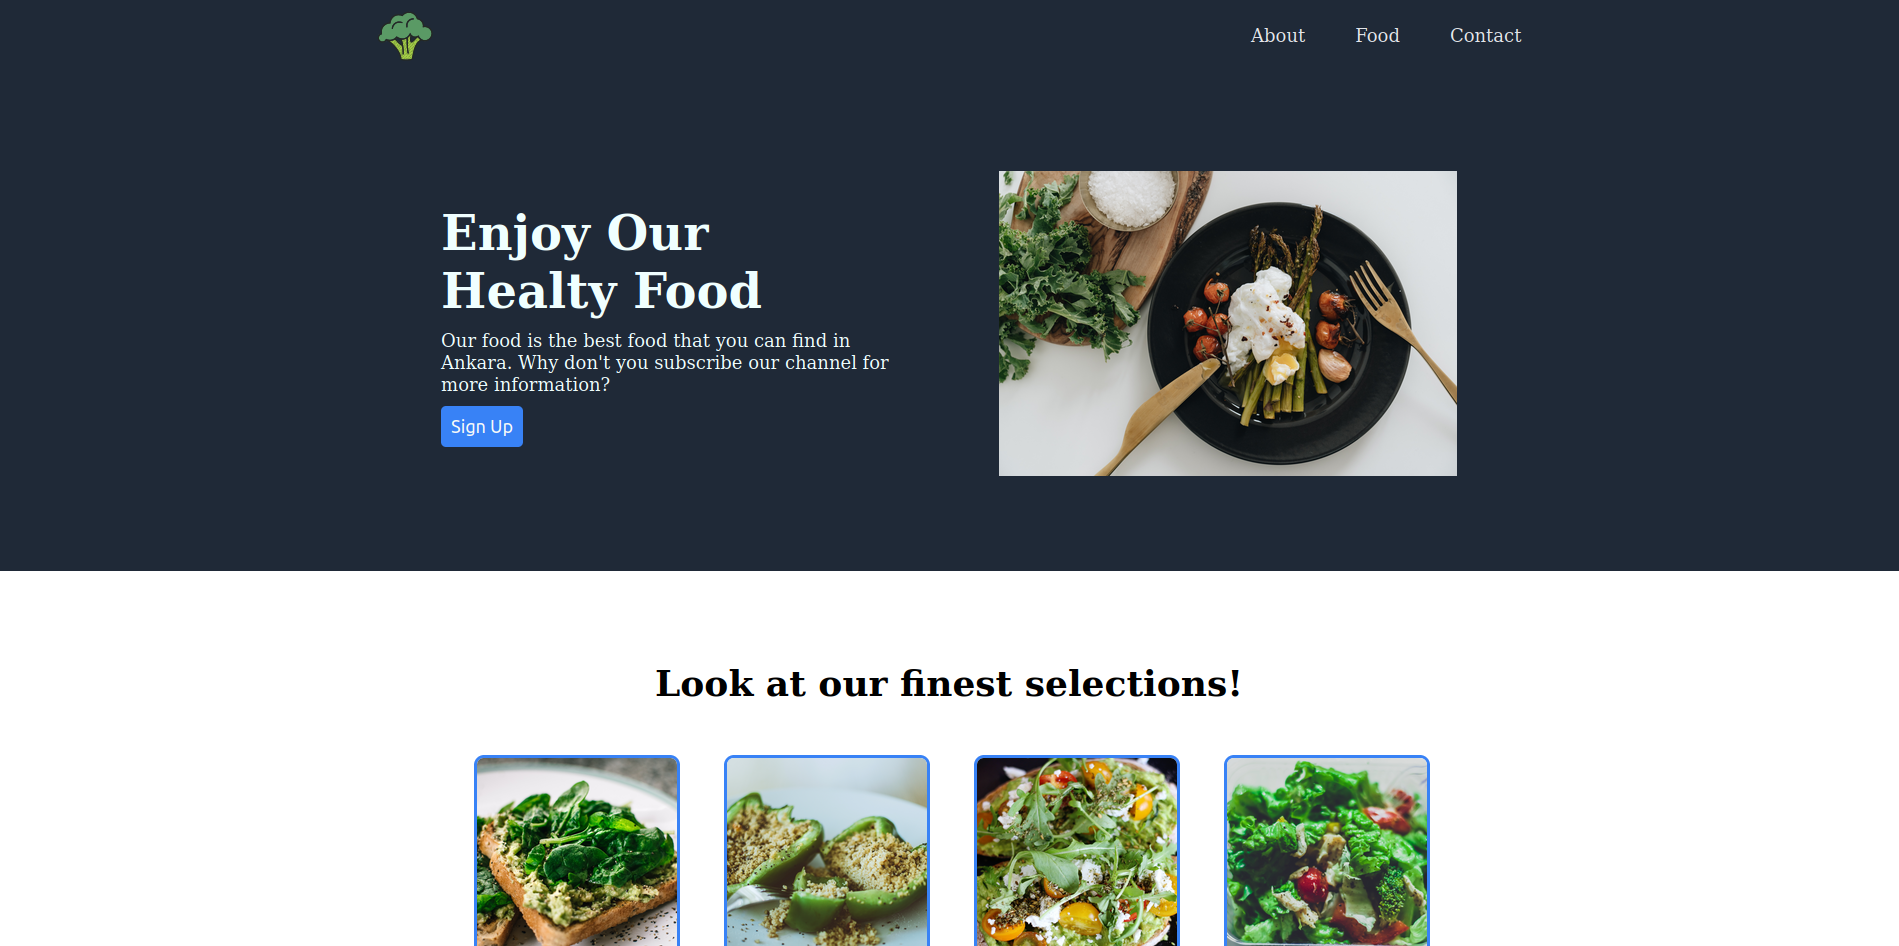 About Food Contact
Enjoy Our
Healty Food
Our food is the best food that you can find in
Ankara. Why don't you subscribe our channel for
more information?
Sign Up
Look at our finest selections!